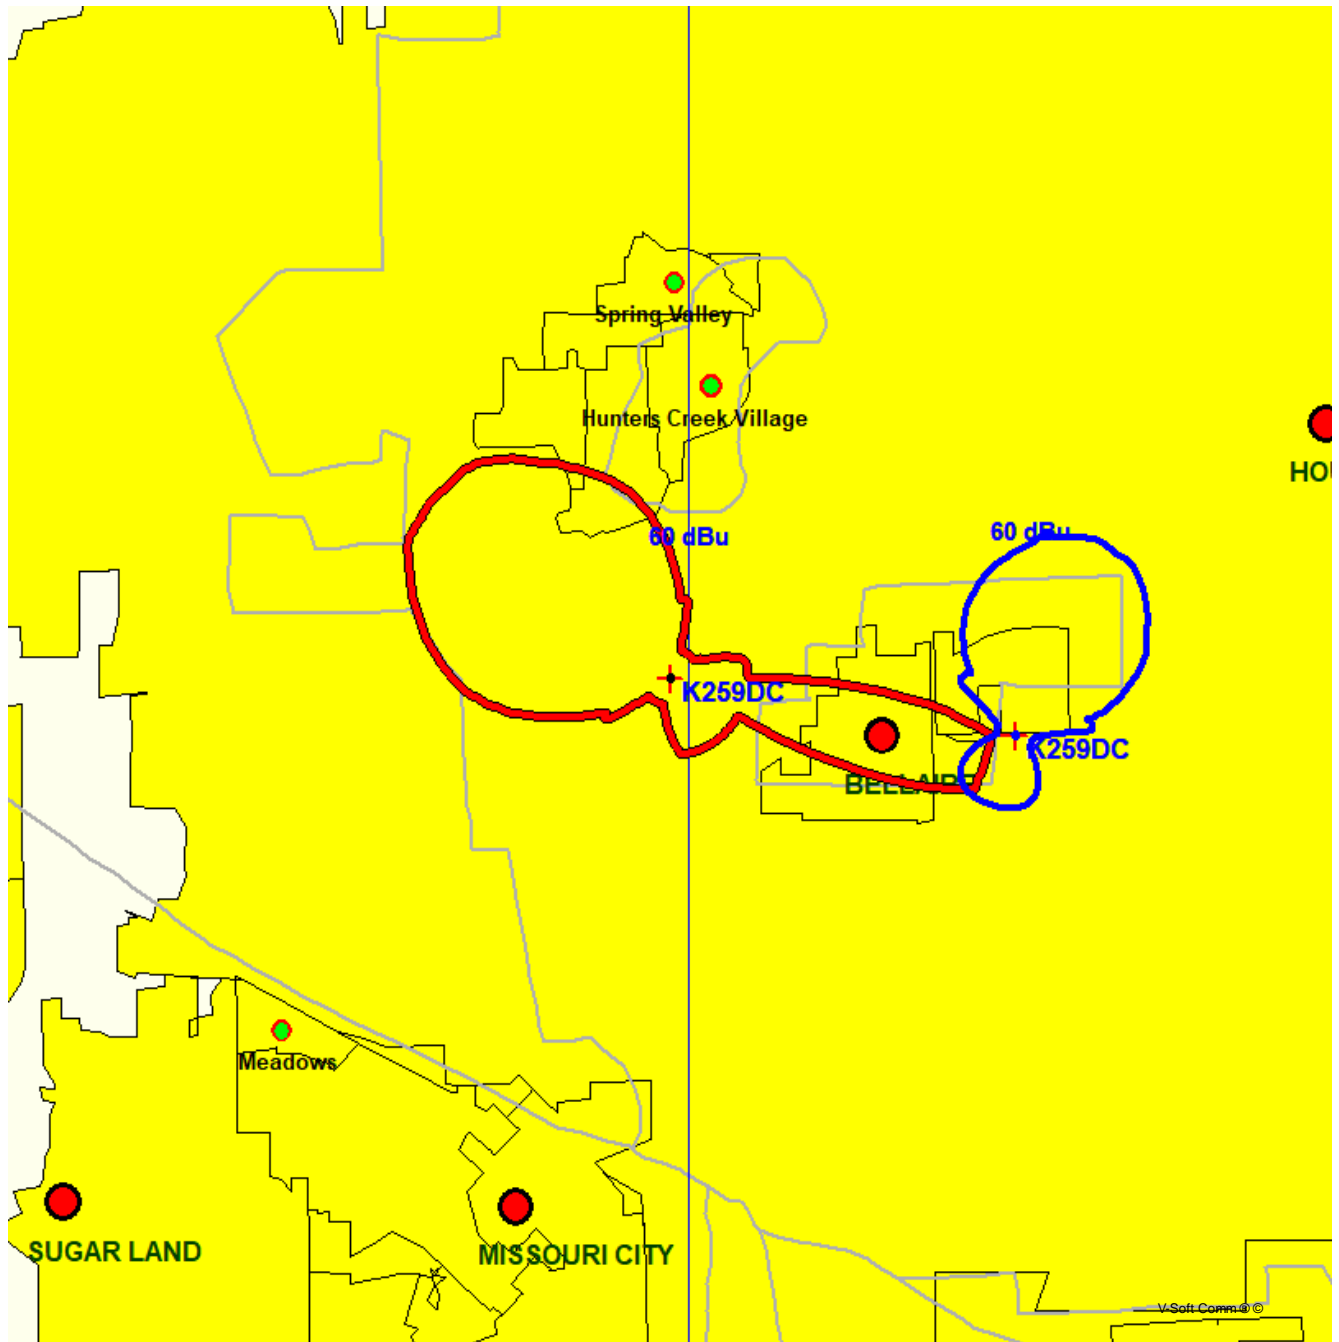 Spring Valley
Hunters Creek Village
HOU
60 dBu
60 dBu
K259DC
K259DC
BELLAIRE
Meadows
SUGAR LAND
MISSOURI CITY
V-Soft Comm ® ©